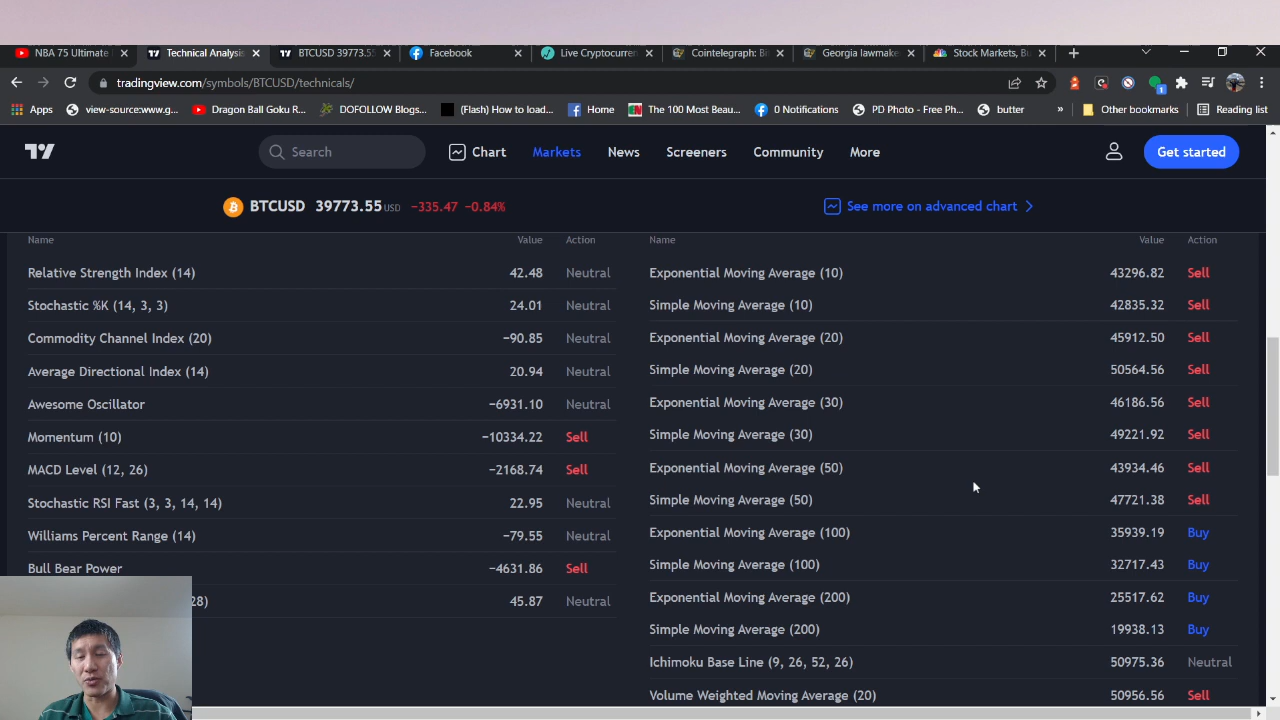 NBA 75 Ultimate
Technical Analysis
BTCUSD 39773.55
Facebook
Live Cryptocurren
Cointelegraph: B
Georgia lawmake
Stock Markets, Bu
tradingview.com/symbols/BTCUSD/technicals/
Apps
view-source:www.g...
Dragon Ball Goku R...
DOFOLLOW Blogs...
(Flash) How to load...
Home
The 100 Most Beau...
0 Notifications
PD Photo - Free Ph...
butter
»
Other bookmarks
Reading list
Search
Chart
Markets
News
Screeners
Community
More
Get started
BTCUSD 39773.55 USD −335.47 −0.84%
See more on advanced chart
Name Value Action
Relative Strength Index (14) 42.48 Neutral
Stochastic %K (14, 3, 3) 24.01 Neutral
Commodity Channel Index (20) −90.85 Neutral
Average Directional Index (14) 20.94 Neutral
Awesome Oscillator −6931.10 Neutral
Momentum (10) −10334.22 Sell
MACD Level (12, 26) −2168.74 Sell
Stochastic RSI Fast (3, 3, 14, 14) 22.95 Neutral
Williams Percent Range (14) −79.55 Neutral
Bull Bear Power −4631.86 Sell
28) 45.87 Neutral
Name Value Action
Exponential Moving Average (10) 43296.82 Sell
Simple Moving Average (10) 42835.32 Sell
Exponential Moving Average (20) 45912.50 Sell
Simple Moving Average (20) 50564.56 Sell
Exponential Moving Average (30) 46186.56 Sell
Simple Moving Average (30) 49221.92 Sell
Exponential Moving Average (50) 43934.46 Sell
Simple Moving Average (50) 47721.38 Sell
Exponential Moving Average (100) 35939.19 Buy
Simple Moving Average (100) 32717.43 Buy
Exponential Moving Average (200) 25517.62 Buy
Simple Moving Average (200) 19938.13 Buy
Ichimoku Base Line (9, 26, 52, 26) 50975.36 Neutral
Volume Weighted Moving Average (20) 50956.56 Sell